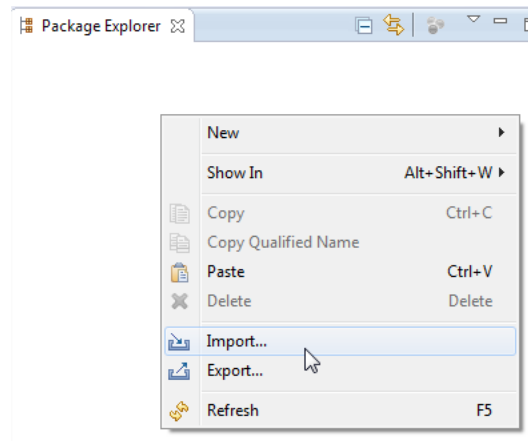 Package Explorer
New
Show In Alt+Shift+W
Copy Ctrl+C
Copy Qualified Name
Paste Ctrl+V
Delete Delete
Import...
Export...
Refresh F5